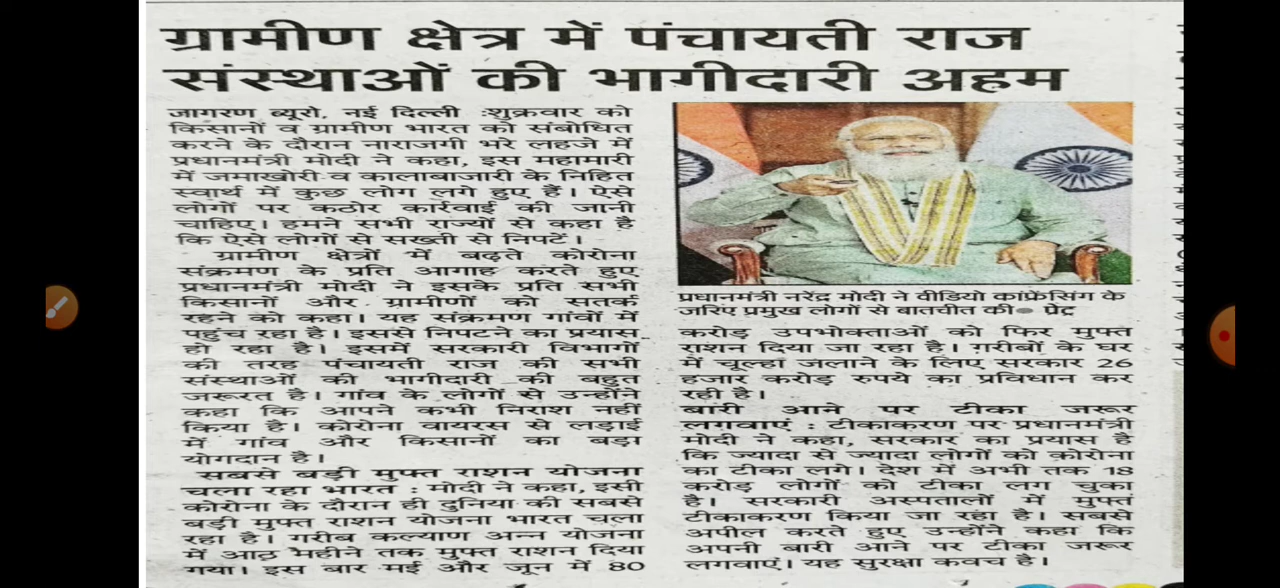 ग्रामीण क्षेत्र में पंचायती राज
संस्थाओं की भागीदारी अहम
जागरण ब्यूरो, नई दिल्ली :शुक्रवार को
किसानों व ग्रामीण भारत को संबोधित
करने के दौरान नाराजगी भरे लहजे में
प्रधानमंत्री मोदी ने कहा, इस महामारी
में जमाखोरी व कालाबाजारी के निहित
स्वार्थ में कुछ लोग लगे हुए हैं। ऐसे
लोगों पर कठोर कार्रवाई की जानी
चाहिए। हमने सभी राज्यों से कहा है
कि ऐसे लोगों से सख्ती से निपटें।
ग्रामीण क्षेत्रों में बढ़ते कोरोना
संक्रमण के प्रति आगाह करते हुए
प्रधानमंत्री मोदी ने इसके प्रति सभी
किसानों और ग्रामीणों को सतर्क
रहने को कहा। यह संक्रमण गांवों में
पहुंच रहा है। इससे निपटने का प्रयास
हो रहा है। इसमें सरकारी विभागों
की तरह पंचायती राज की सभी
संस्थाओं की भागीदारी की बहुत
जरूरत है। गांव के लोगों से उन्होंने
कहा कि आपने कभी निराश नहीं
किया है। कोरोना वायरस से लड़ाई
में गांव और किसानों का बड़ा
योगदान है।
सबसे बड़ी मुफ्त राशन योजना
चला रहा भारत : मोदी ने कहा, इसी
कोरोना के दौरान ही दुनिया की सबसे
बड़ी मुफ्त राशन योजना भारत चला
रहा है। गरीब कल्याण अन्न योजना
में आठ महीने तक मुफ्त राशन दिया
गया। इस बार मई और जून में 80
प्रधानमंत्री नरेंद्र मोदी ने वीडियो कांफ्रेंसिंग के
जरिए प्रमुख लोगों से बातचीत की● प्रेट्र
करोड़ उपभोक्ताओं को फिर मुफ्त
राशन दिया जा रहा है। गरीबों के घर
में चूल्हा जलाने के लिए सरकार 26
हजार करोड़ रुपये का प्रविधान कर
रही है।
बारी आने पर टीका जरूर
लगवाएं : टीकाकरण पर प्रधानमंत्री
मोदी ने कहा, सरकार का प्रयास है
कि ज्यादा से ज्यादा लोगों को कोरोना
का टीका लगे। देश में अभी तक 18
करोड़ लोगों को टीका लग चुका
है। सरकारी अस्पतालों में मुफ्त
टीकाकरण किया जा रहा है। सबसे
अपील करते हुए उन्होंने कहा कि
अपनी बारी आने पर टीका जरूर
लगवाएं। यह सुरक्षा कवच है।